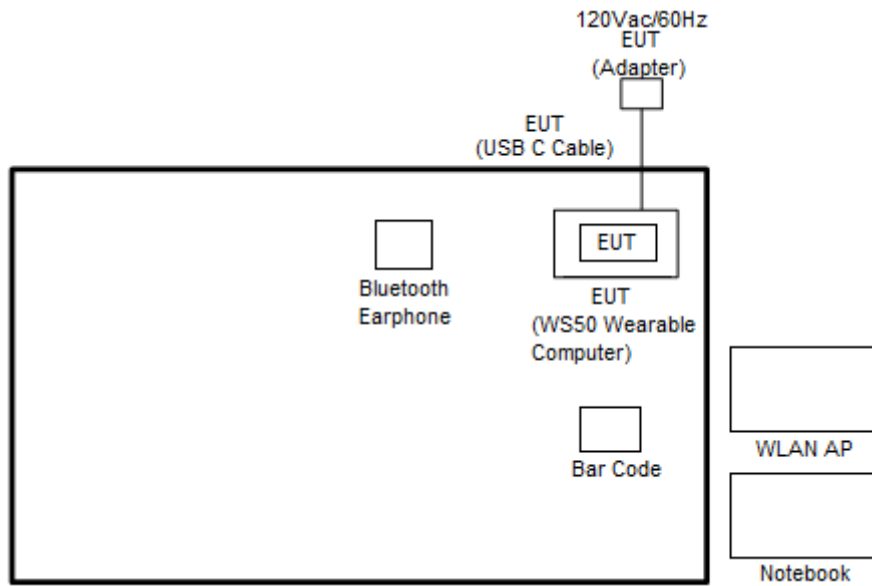 120Vac/60Hz
EUT
(Adapter)
EUT
(USB C Cable)
EUT
Bluetooth
Earphone
EUT
(WS50 Wearable
Computer)
WLAN AP
Bar Code
Notebook